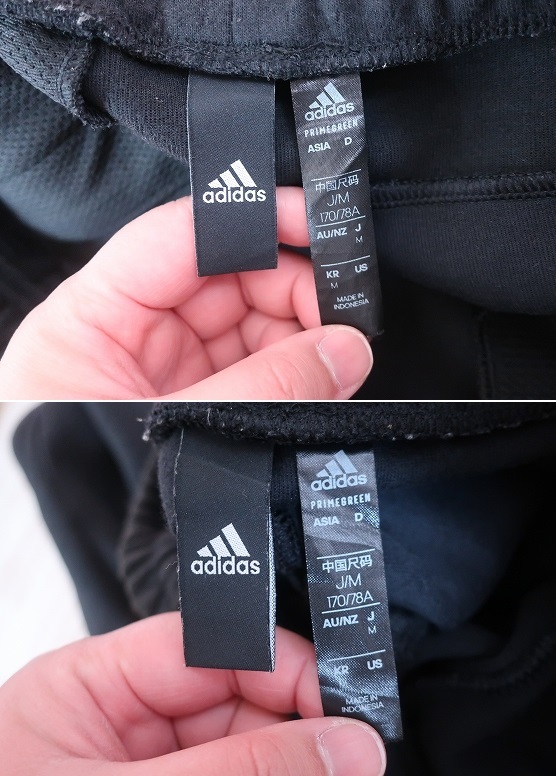 adidas
adidas
PRIMEGREEN
ASIA D
中国尺码
J/M
170/78A
AU/NZ J
M
KR US
M
MADE IN
INDONESIA
adidas
adidas
PRIMEGREEN
ASIA D
中国尺码
J/M
170/78A
AU/NZ J
M
KR US
MADE IN
INDONESIA